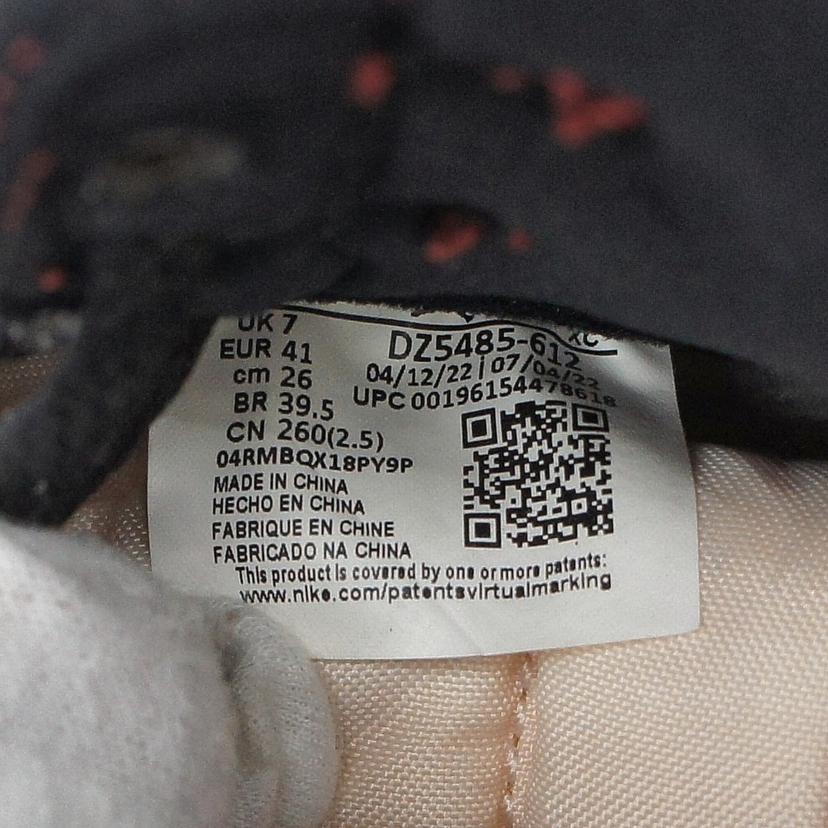 UK 7
EUR 41
cm 26
BR 39.5
CN 260(2.5)
04RMBQX18PY9P
XC
DZ5485-612
04/12/22 | 07/04/22
UPC 00196154478618
MADE IN CHINA
HECHO EN CHINA
FABRIQUE EN CHINE
FABRICADO NA CHINA
This product is covered by one or more patents:
www.nike.com/patentsvirtualmarking